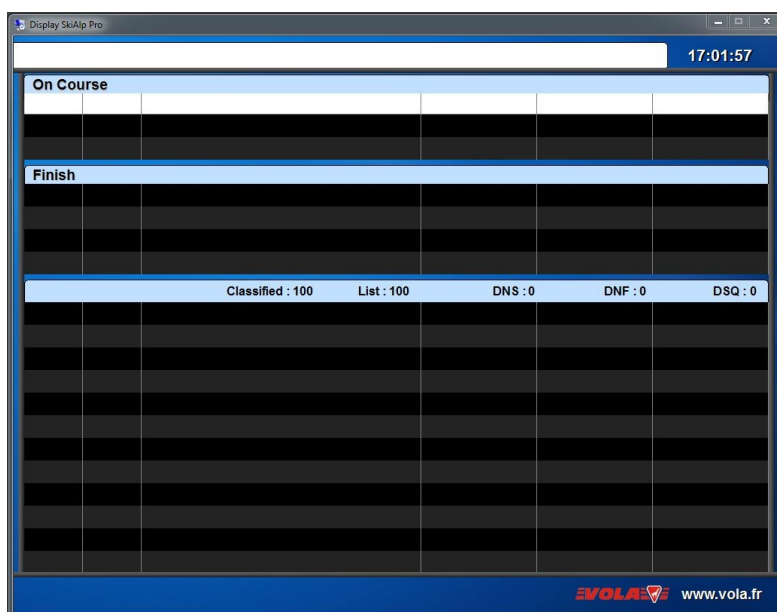 Display SkiAlp Pro
17:01:57
On Course
Finish
Classified : 100 List : 100 DNS : 0 DNF : 0 DSQ : 0
VOLA www.vola.fr